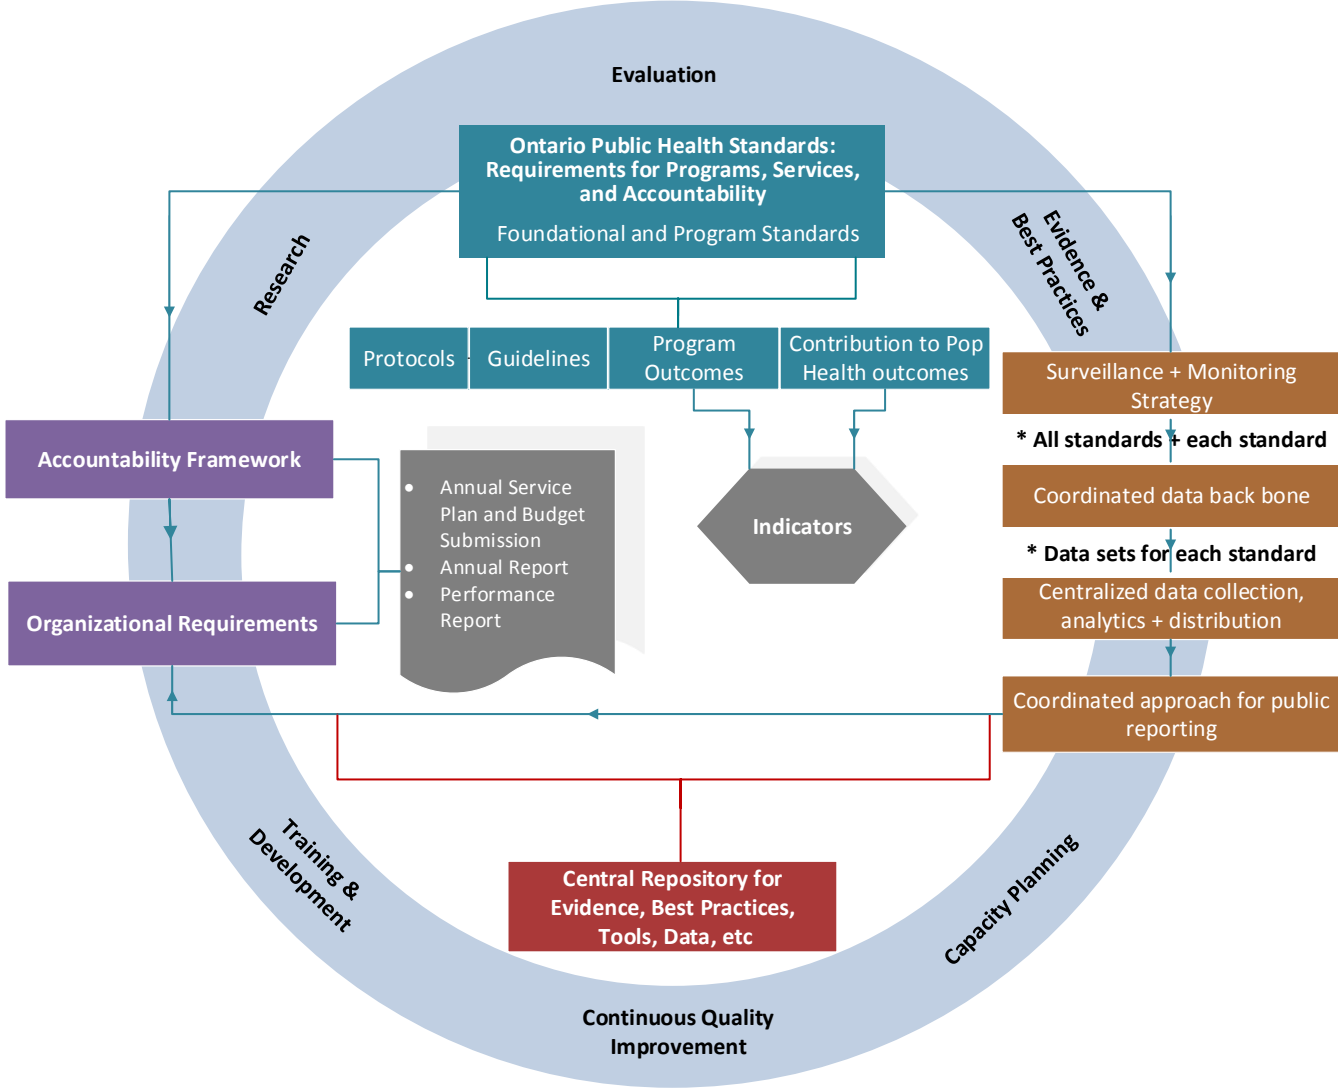 Evaluation
Ontario Public Health Standards:
Requirements for Programs, Services,
and Accountability
Foundational and Program Standards
Research
Evidence &
Best Practices
Protocols
Guidelines
Program
Outcomes
Contribution to Pop
Health outcomes
Surveillance + Monitoring
Strategy
* All standards + each standard
Coordinated data back bone
* Data sets for each standard
Centralized data collection,
analytics + distribution
Coordinated approach for public
reporting
Accountability Framework
Organizational Requirements
• Annual Service
Plan and Budget
Submission
• Annual Report
• Performance
Report
Indicators
Training &
Development
Central Repository for
Evidence, Best Practices,
Tools, Data, etc
Capacity Planning
Continuous Quality
Improvement